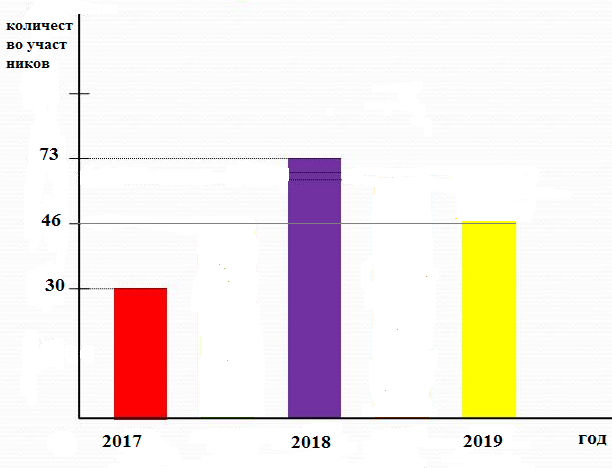 количест
во участ
ников
73
46
30
2017
2018
2019
год